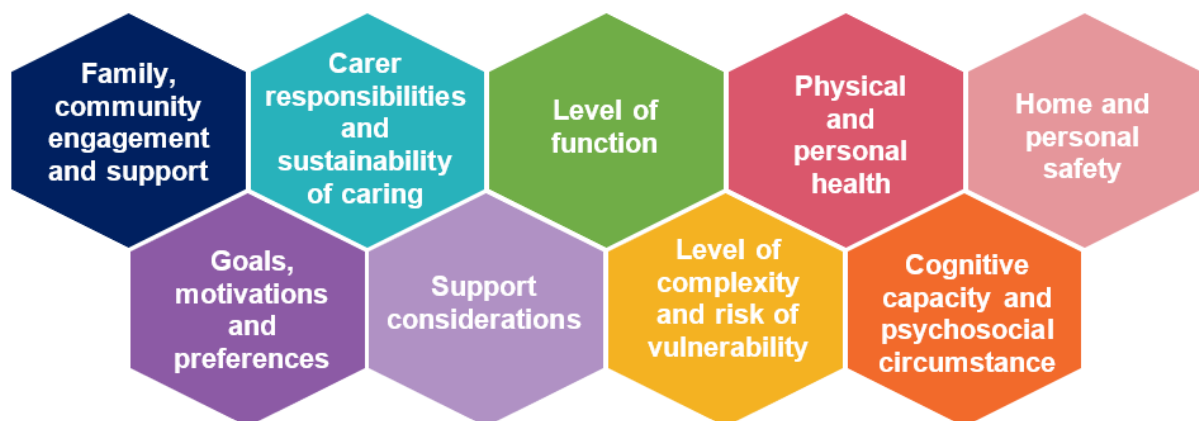 Family,
community
engagement
and support
Carer
responsibilities
and
sustainability
of caring
Level of
function
Physical
and
personal
health
Home and
personal
safety
Goals,
motivations
and
preferences
Support
considerations
Level of
complexity
and risk of
vulnerability
Cognitive
capacity and
psychosocial
circumstance